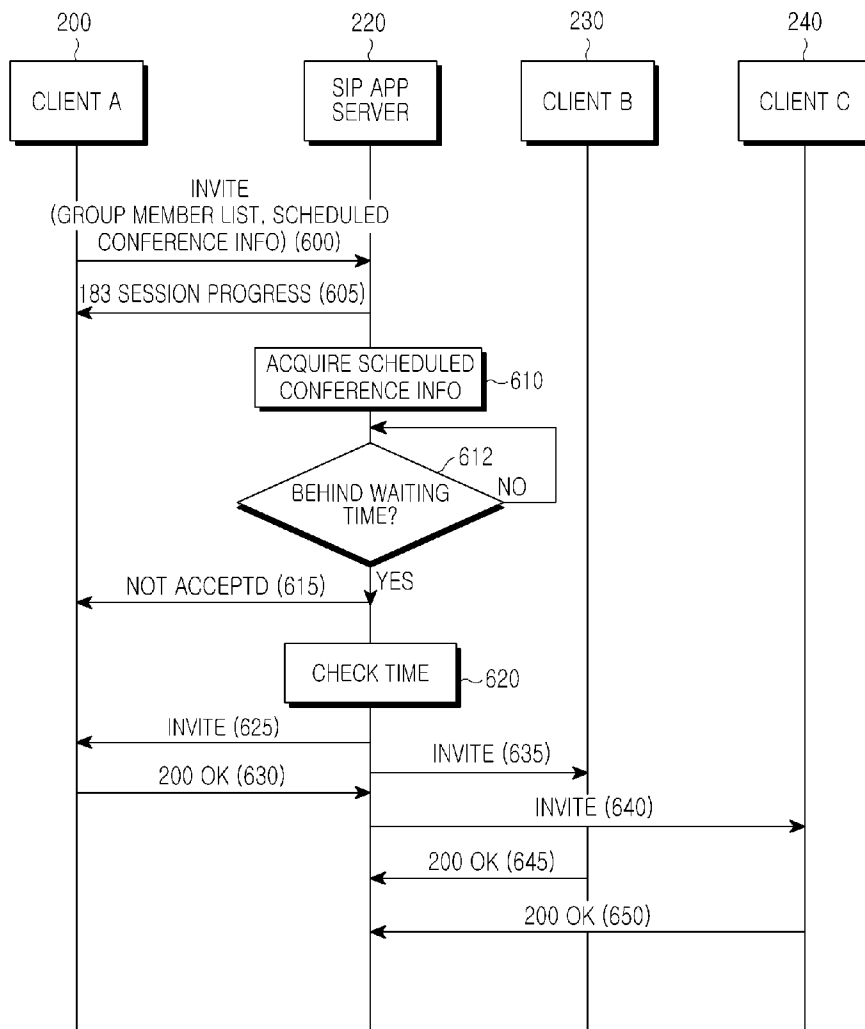 200
220
230
240
CLIENT A
SIP APP
SERVER
CLIENT B
CLIENT C
INVITE
(GROUP MEMBER LIST, SCHEDULED
CONFERENCE INFO) (600)
183 SESSION PROGRESS (605)
ACQUIRE SCHEDULED
CONFERENCE INFO
610
612
BEHIND WAITING
TIME?
NO
YES
NOT ACCEPTD (615)
CHECK TIME
620
INVITE (625)
INVITE (635)
200 OK (630)
INVITE (640)
200 OK (645)
200 OK (650)